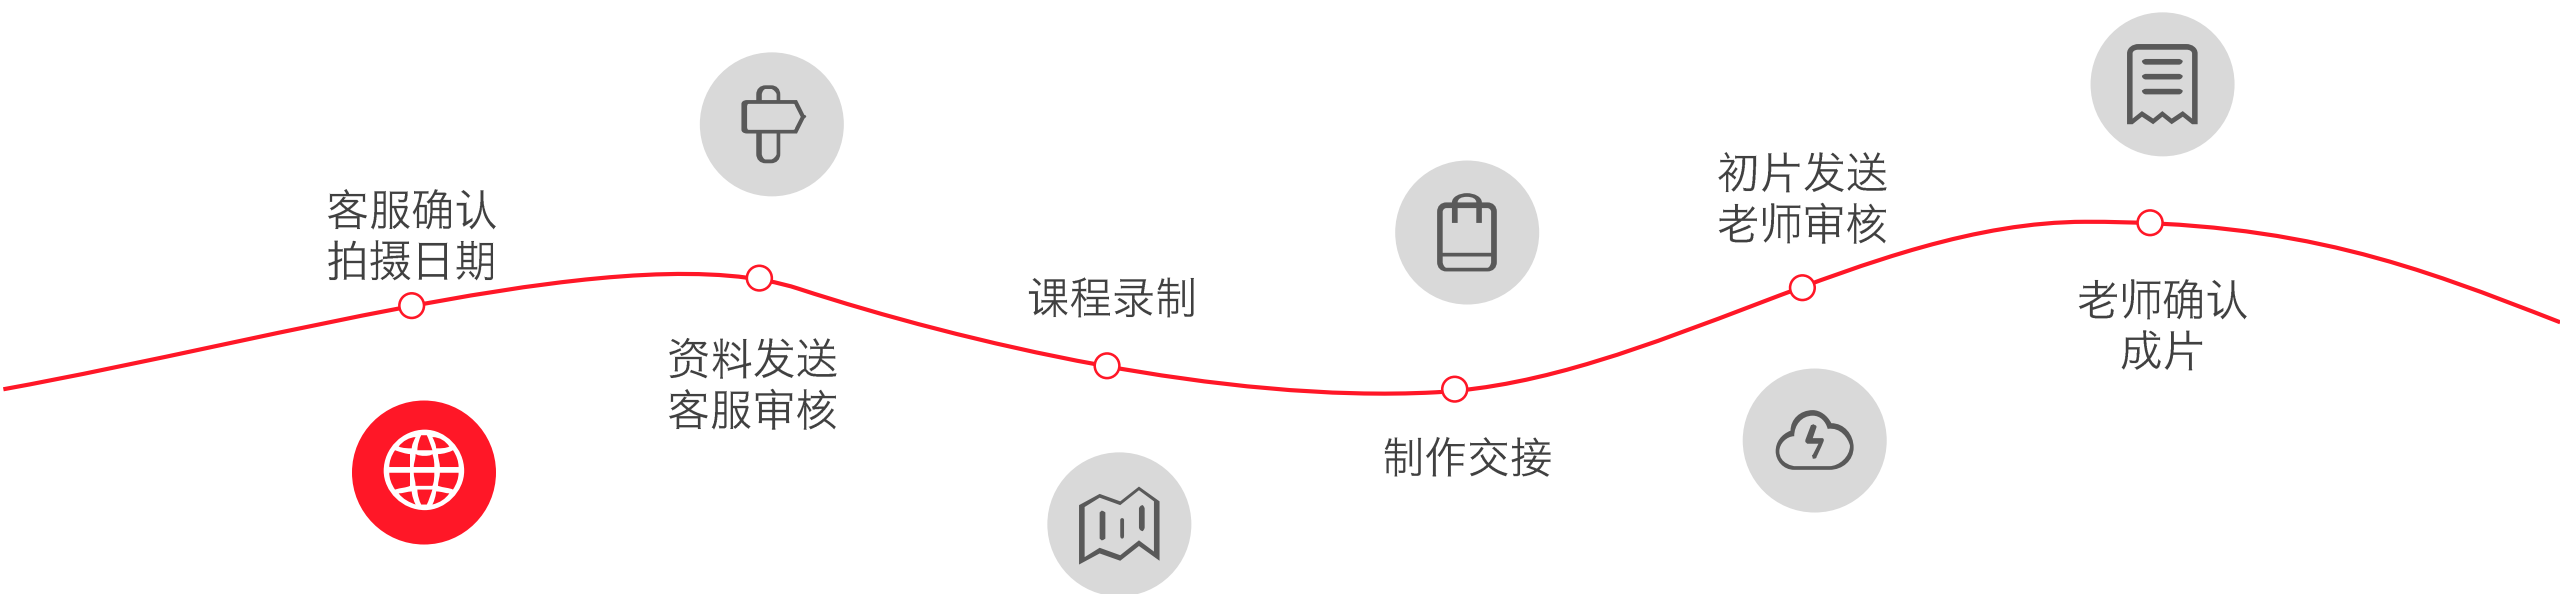 客服确认
拍摄日期
资料发送
客服审核
课程录制
制作交接
初片发送
老师审核
老师确认
成片